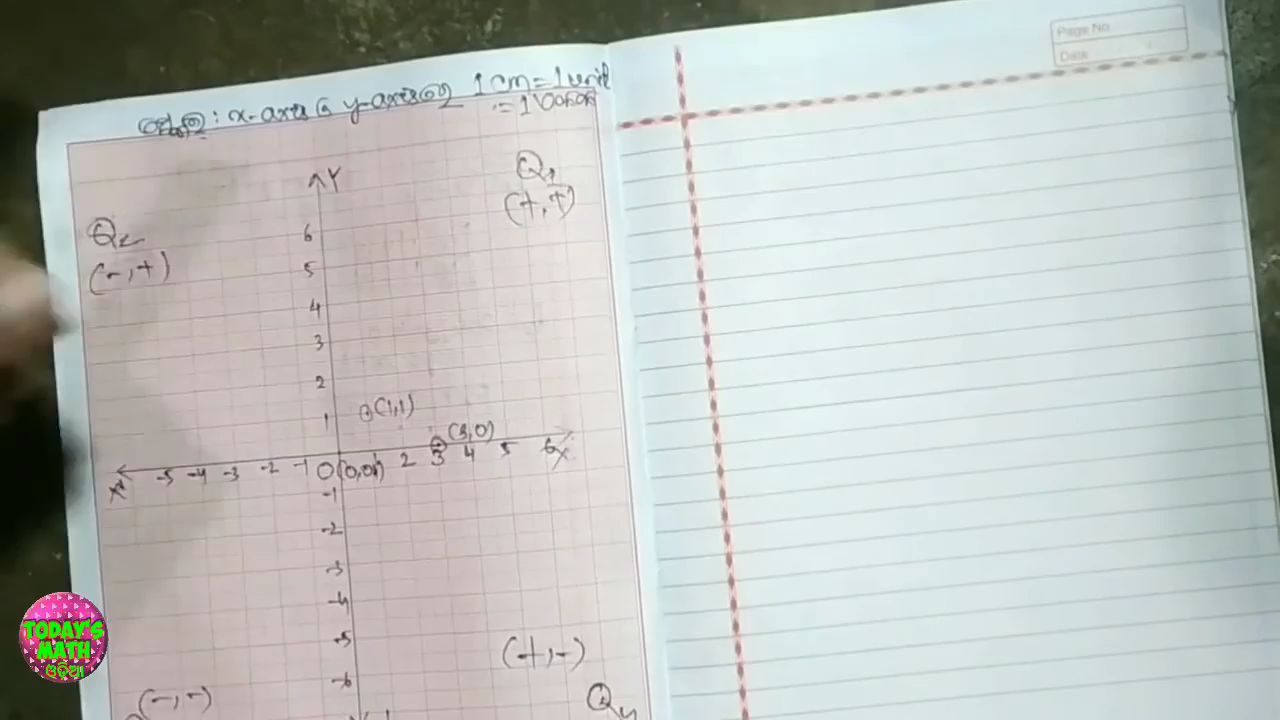 x-axis ଓ y-axisରେ 1 cm = 1 unit
Page No
Date
Y
Q1
(+,+)
Q2
(-,+)
6
5
4
3
2
1
(1,1)
(3,0)
X' -5 -4 -3 -2 -1 O(0,0) 2 3 4 5 6 X
-1
-2
-3
-4
-5
-6
(+,-)
(-,-)
Q4
TODAY'S
MATH
ଓଡ଼ିଆ